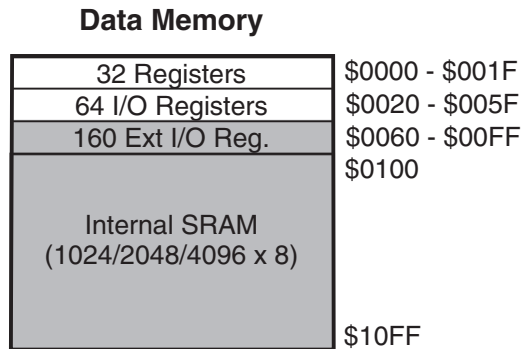 Data Memory
32 Registers $0000 - $001F
64 I/O Registers $0020 - $005F
160 Ext I/O Reg. $0060 - $00FF
$0100
Internal SRAM
(1024/2048/4096 x 8)
$10FF